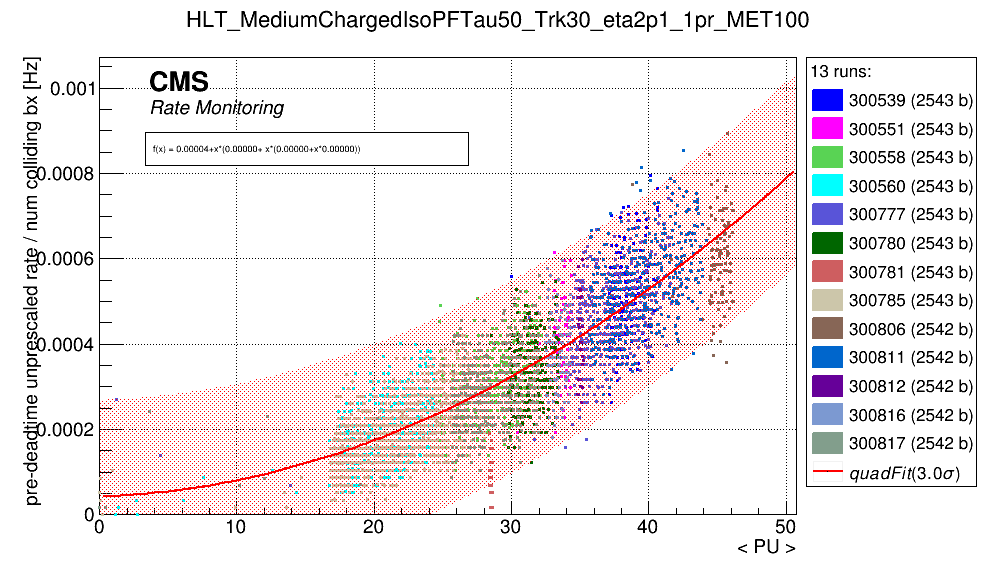 HLT_MediumChargedIsoPFTau50_Trk30_eta2p1_1pr_MET100
pre-deadtime unprescaled rate / num colliding bx [Hz]
0.001
0.0008
0.0006
0.0004
0.0002
0
CMS
Rate Monitoring
f(x) = 0.00004+x*(0.00000+ x*(0.00000+x*0.00000))
0 10 20 30 40 50
< PU >
13 runs:
300539 (2543 b)
300551 (2543 b)
300558 (2543 b)
300560 (2543 b)
300777 (2543 b)
300780 (2543 b)
300781 (2543 b)
300785 (2543 b)
300806 (2542 b)
300811 (2542 b)
300812 (2542 b)
300816 (2542 b)
300817 (2542 b)
quadFit(3.0σ)